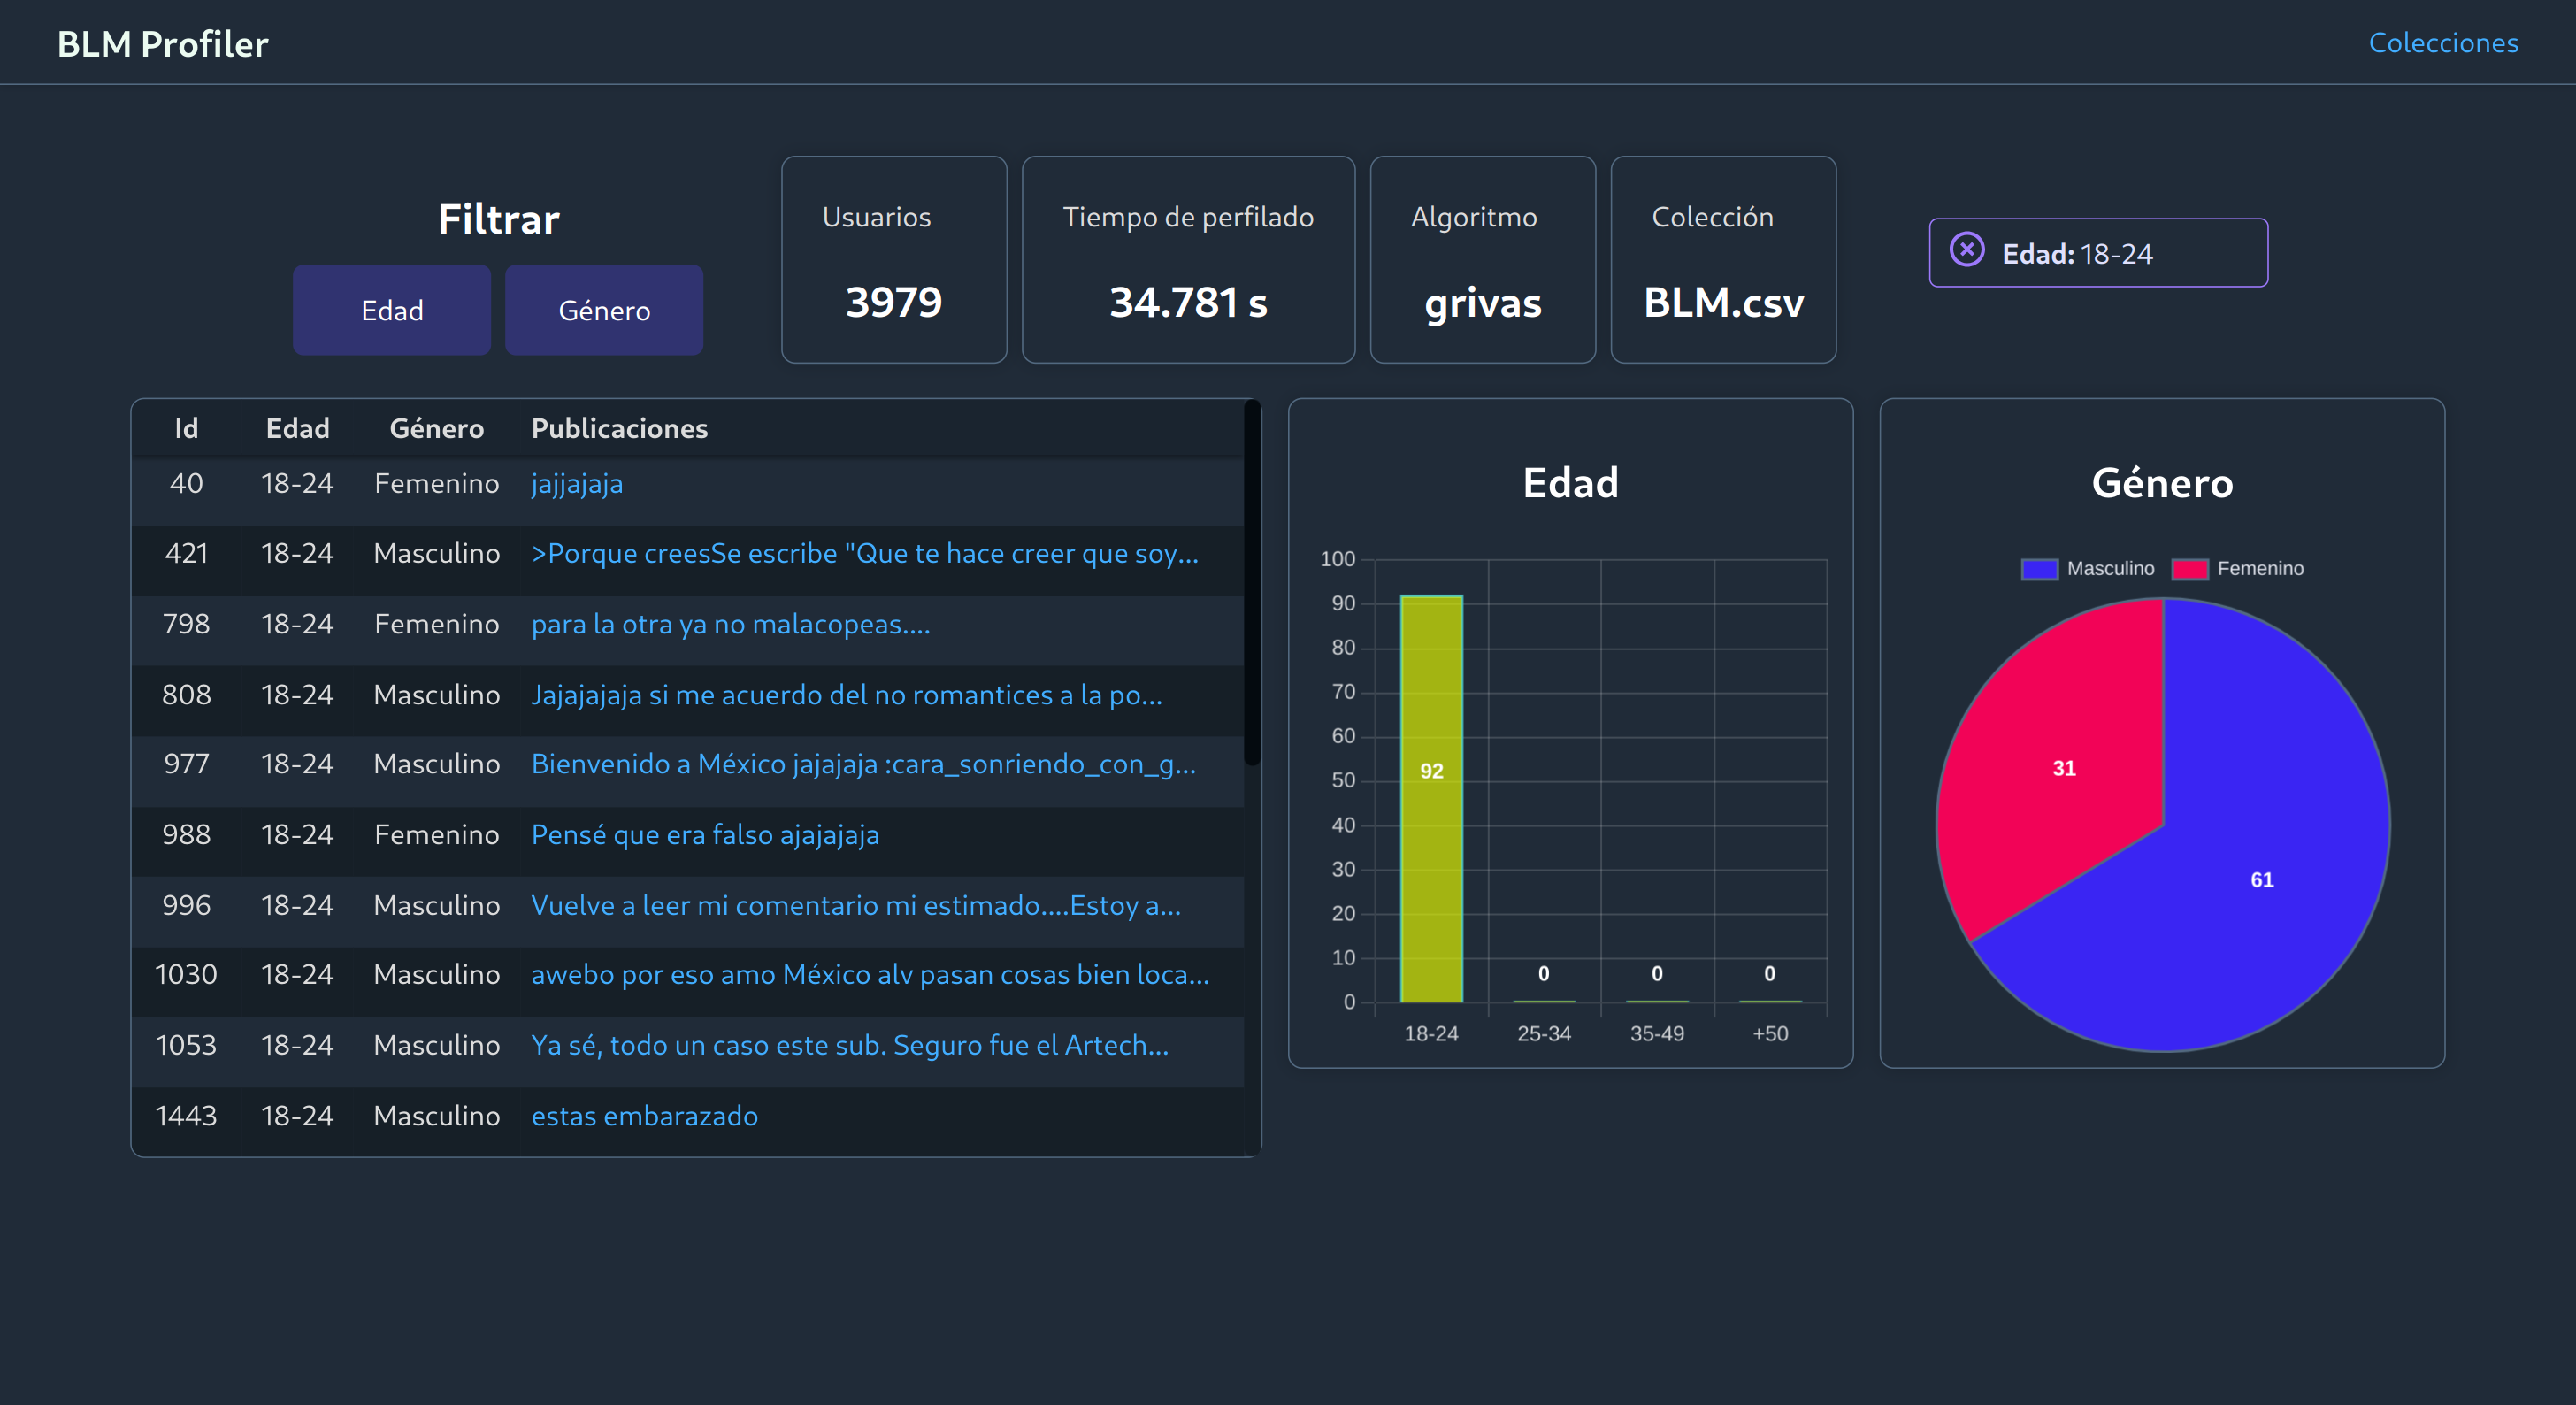 BLM Profiler
Colecciones
Filtrar
Edad
Género
Usuarios
3979
Tiempo de perfilado
34.781 s
Algoritmo
grivas
Colección
BLM.csv
Edad: 18-24
Id Edad Género Publicaciones
40 18-24 Femenino jajjajaja
421 18-24 Masculino >Porque creesSe escribe "Que te hace creer que soy...
798 18-24 Femenino para la otra ya no malacopeas....
808 18-24 Masculino Jajajajaja si me acuerdo del no romantices a la po...
977 18-24 Masculino Bienvenido a México jajajaja :cara_sonriendo_con_g...
988 18-24 Femenino Pensé que era falso ajajajaja
996 18-24 Masculino Vuelve a leer mi comentario mi estimado....Estoy a...
1030 18-24 Masculino awebo por eso amo México alv pasan cosas bien loca...
1053 18-24 Masculino Ya sé, todo un caso este sub. Seguro fue el Artech...
1443 18-24 Masculino estas embarazado
Edad
100
90
80
70
60
50
40
30
20
10
0
92
0 0 0
18-24 25-34 35-49 +50
Género
Masculino Femenino
31
61